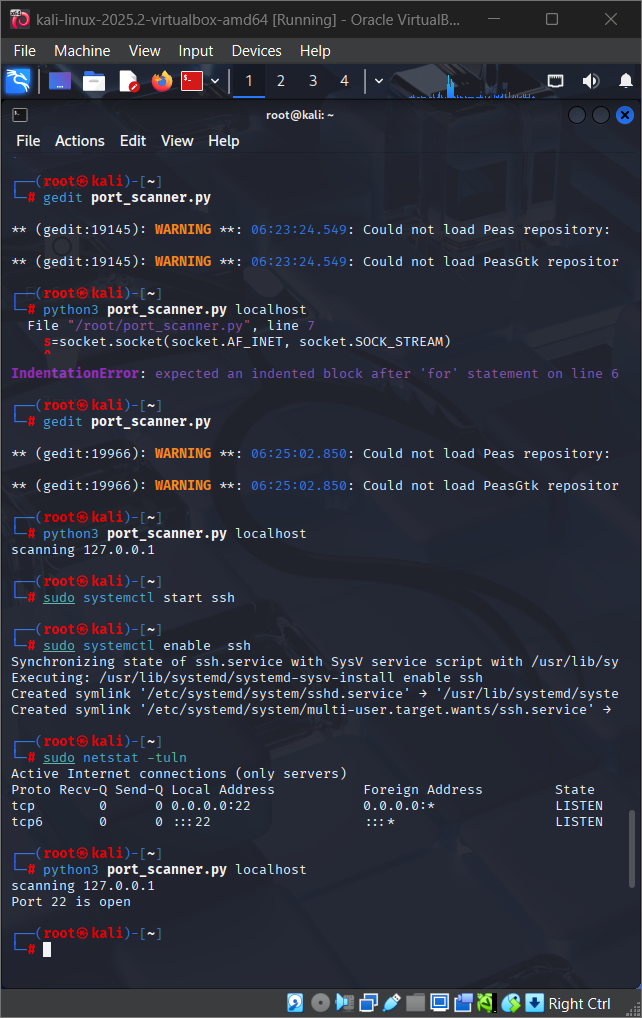 kali-linux-2025.2-virtualbox-amd64 [Running] - Oracle VirtualB...
File Machine View Input Devices Help
1 2 3 4
root@kali: ~
File Actions Edit View Help
┌──(root㉿kali)-[~]
└─# gedit port_scanner.py
** (gedit:19145): WARNING **: 06:23:24.549: Could not load Peas repository:
** (gedit:19145): WARNING **: 06:23:24.549: Could not load PeasGtk repositor
┌──(root㉿kali)-[~]
└─# python3 port_scanner.py localhost
File "/root/port_scanner.py", line 7
s=socket.socket(socket.AF_INET, socket.SOCK_STREAM)
^
IndentationError: expected an indented block after 'for' statement on line 6
┌──(root㉿kali)-[~]
└─# gedit port_scanner.py
** (gedit:19966): WARNING **: 06:25:02.850: Could not load Peas repository:
** (gedit:19966): WARNING **: 06:25:02.850: Could not load PeasGtk repositor
┌──(root㉿kali)-[~]
└─# python3 port_scanner.py localhost
scanning 127.0.0.1
┌──(root㉿kali)-[~]
└─# sudo systemctl start ssh
┌──(root㉿kali)-[~]
└─# sudo systemctl enable  ssh
Synchronizing state of ssh.service with SysV service script with /usr/lib/sy
Executing: /usr/lib/systemd/systemd-sysv-install enable ssh
Created symlink '/etc/systemd/system/sshd.service' → '/usr/lib/systemd/syste
Created symlink '/etc/systemd/system/multi-user.target.wants/ssh.service' →
┌──(root㉿kali)-[~]
└─# sudo netstat -tuln
Active Internet connections (only servers)
Proto Recv-Q Send-Q Local Address Foreign Address State
tcp 0 0 0.0.0.0:22 0.0.0.0:* LISTEN
tcp6 0 0 :::22 :::* LISTEN
┌──(root㉿kali)-[~]
└─# python3 port_scanner.py localhost
scanning 127.0.0.1
Port 22 is open
┌──(root㉿kali)-[~]
└─#
Right Ctrl